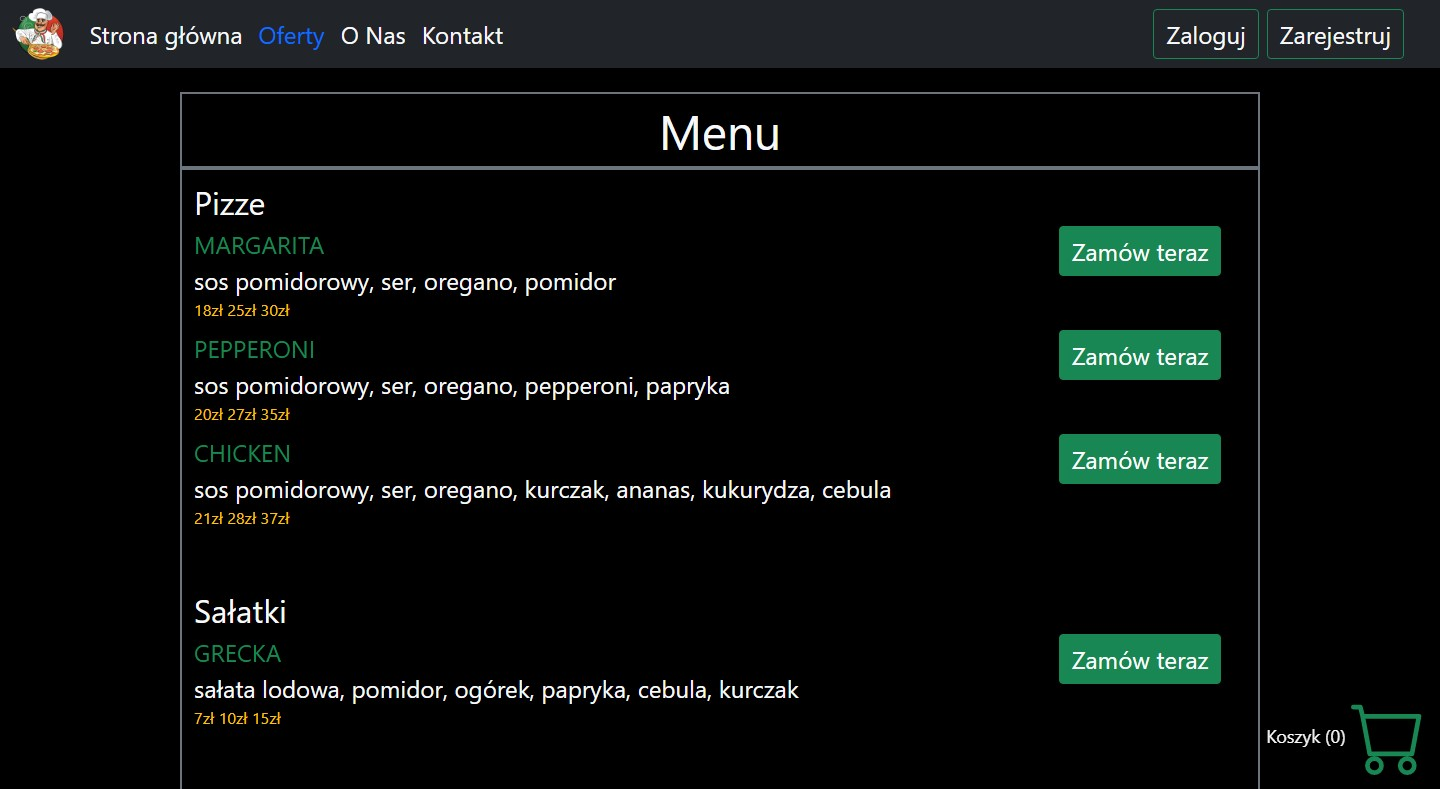 Strona główna Oferty O Nas Kontakt Zaloguj Zarejestruj
Menu
Pizze
MARGARITA
Zamów teraz
sos pomidorowy, ser, oregano, pomidor
18zł 25zł 30zł
PEPPERONI
Zamów teraz
sos pomidorowy, ser, oregano, pepperoni, papryka
20zł 27zł 35zł
CHICKEN
Zamów teraz
sos pomidorowy, ser, oregano, kurczak, ananas, kukurydza, cebula
21zł 28zł 37zł
Sałatki
GRECKA
Zamów teraz
sałata lodowa, pomidor, ogórek, papryka, cebula, kurczak
7zł 10zł 15zł
Koszyk (0)